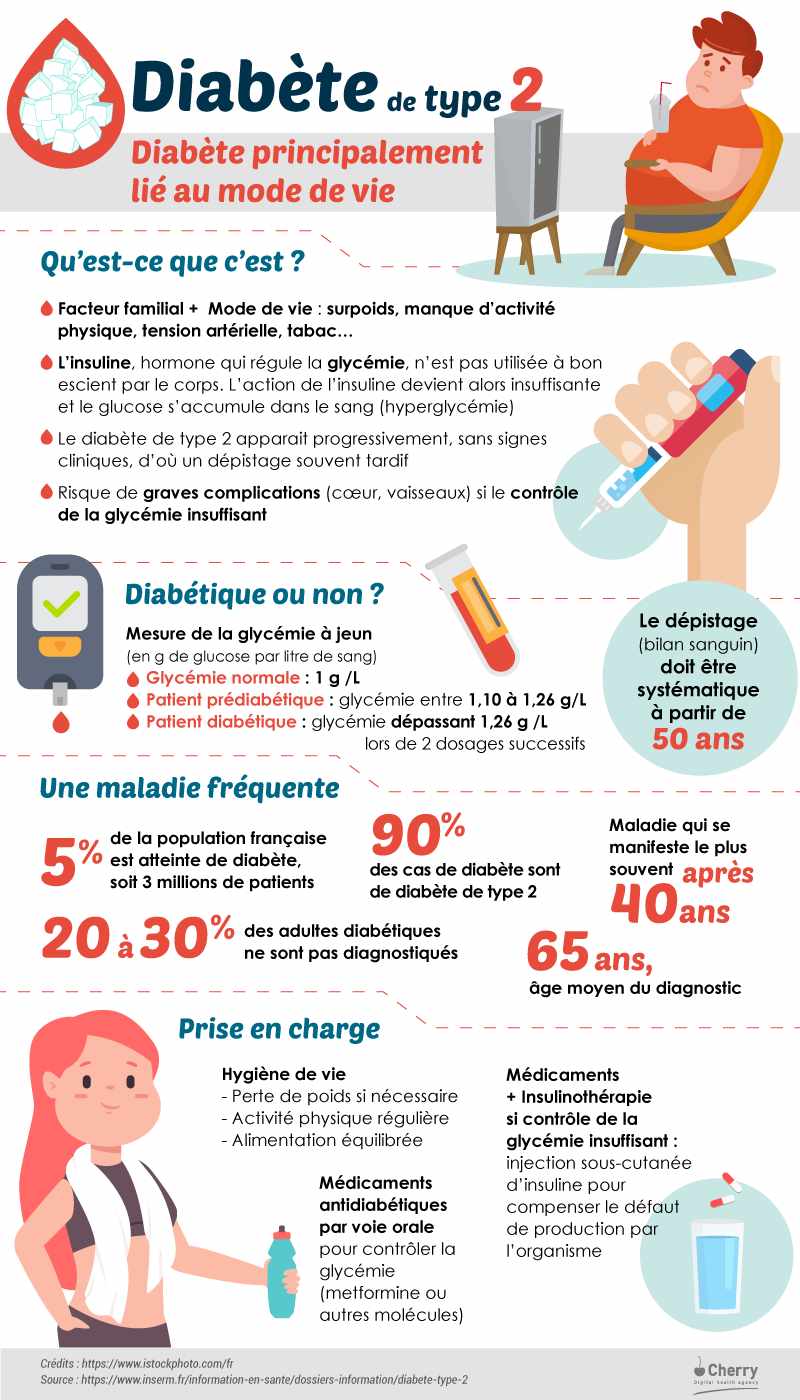 Diabète de type 2
Diabète principalement
lié au mode de vie
Qu’est-ce que c’est ?
Facteur familial + Mode de vie : surpoids, manque d’activité
physique, tension artérielle, tabac...
L’insuline, hormone qui régule la glycémie, n’est pas utilisée à bon
escient par le corps. L’action de l’insuline devient alors insuffisante
et le glucose s’accumule dans le sang (hyperglycémie)
Le diabète de type 2 apparait progressivement, sans signes
cliniques, d’où un dépistage souvent tardif
Risque de graves complications (cœur, vaisseaux) si le contrôle
de la glycémie insuffisant
Diabétique ou non ?
Mesure de la glycémie à jeun
(en g de glucose par litre de sang)
Glycémie normale : 1 g /L
Patient prédiabétique : glycémie entre 1,10 à 1,26 g/L
Patient diabétique : glycémie dépassant 1,26 g /L
lors de 2 dosages successifs
Le dépistage
(bilan sanguin)
doit être
systématique
à partir de
50 ans
Une maladie fréquente
5%
de la population française
est atteinte de diabète,
soit 3 millions de patients
90%
des cas de diabète sont
de diabète de type 2
Maladie qui se
manifeste le plus
souvent après
40 ans
20 à 30%
des adultes diabétiques
ne sont pas diagnostiqués
65 ans,
âge moyen du diagnostic
Prise en charge
Hygiène de vie
- Perte de poids si nécessaire
- Activité physique régulière
- Alimentation équilibrée
Médicaments
antidiabétiques
par voie orale
pour contrôler la
glycémie
(metformine ou
autres molécules)
Médicaments
+ Insulinothérapie
si contrôle de la
glycémie insuffisant :
injection sous-cutanée
d’insuline pour
compenser le défaut
de production par
l’organisme
Crédits : https://www.istockphoto.com/fr
Source : https://www.inserm.fr/information-en-sante/dossiers-information/diabete-type-2
Cherry
Digital health agency